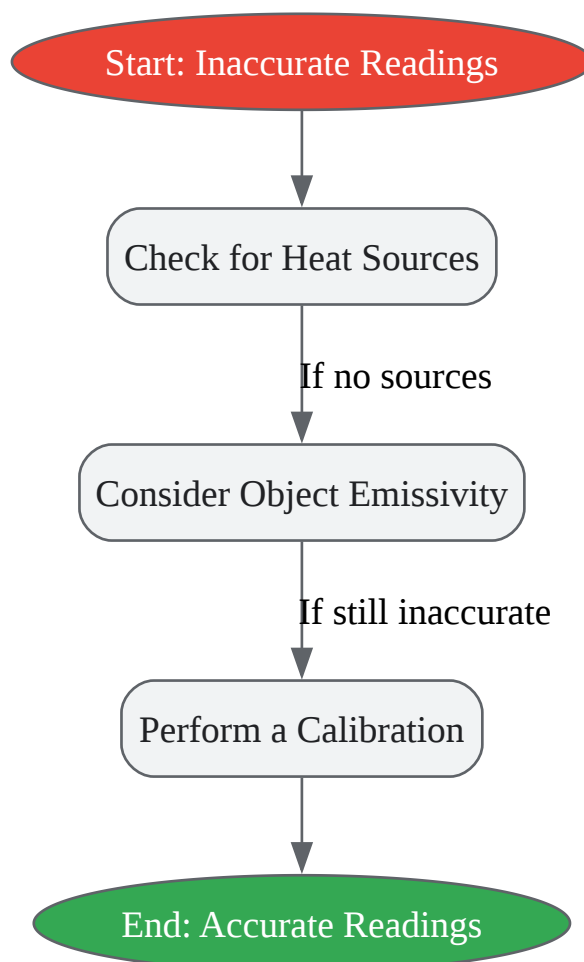 Start: Inaccurate Readings
Check for Heat Sources
If no sources
Consider Object Emissivity
If still inaccurate
Perform a Calibration
End: Accurate Readings